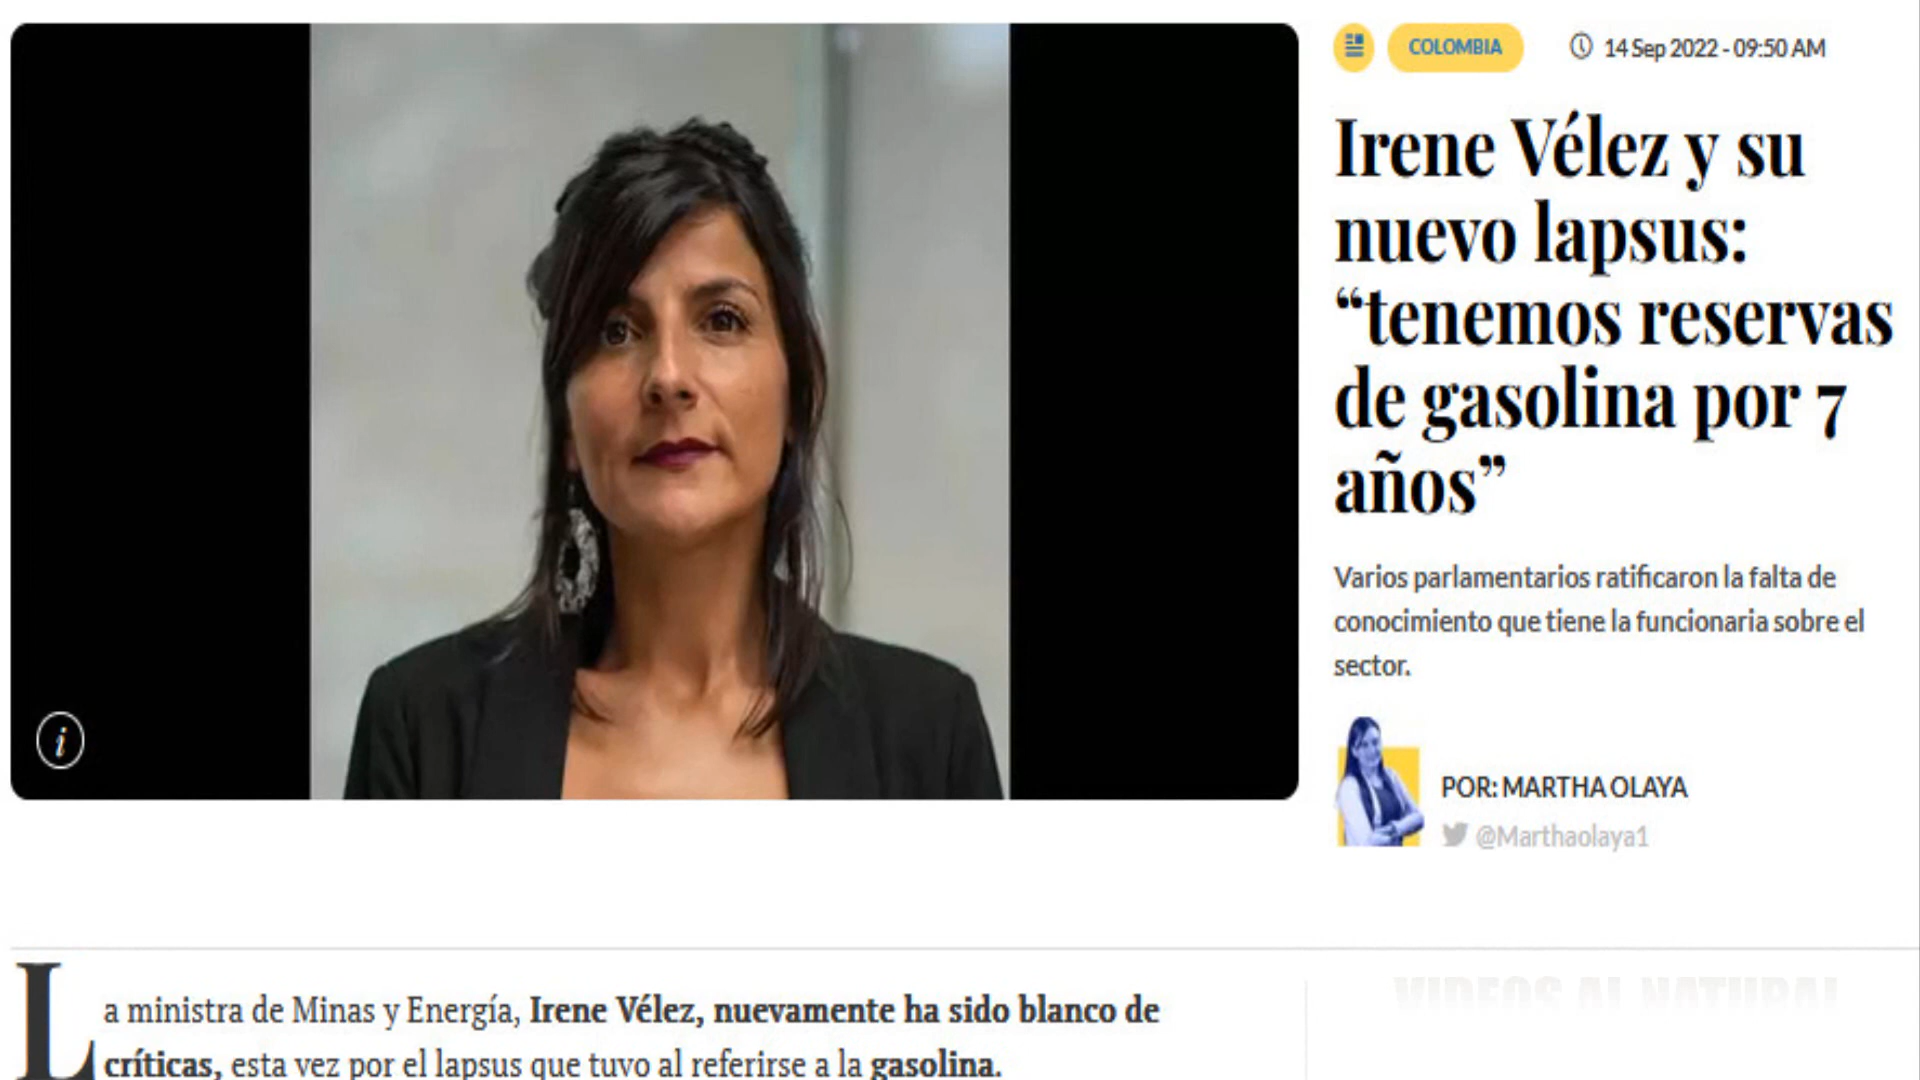 COLOMBIA
14 Sep 2022 - 09:50 AM
Irene Vélez y su
nuevo lapsus:
“tenemos reservas
de gasolina por 7
años”
Varios parlamentarios ratificaron la falta de
conocimiento que tiene la funcionaria sobre el
sector.
POR: MARTHA OLAYA
@Marthaolaya1
i
La ministra de Minas y Energía, Irene Vélez, nuevamente ha sido blanco de
críticas, esta vez por el lapsus que tuvo al referirse a la gasolina.
VIDEOS AL NATURAL